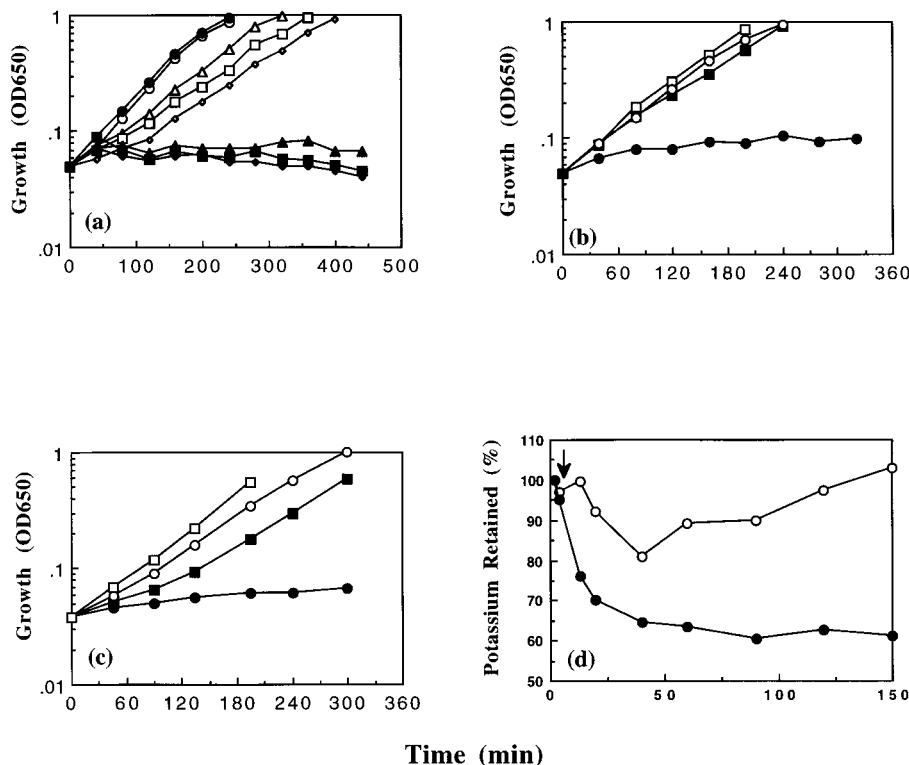 Growth (OD650)
1
.1
.01
(a)
0 100 200 300 400 500
Growth (OD650)
1
.1
.01
(b)
0 60 120 180 240 300 360
Growth (OD650)
1
.1
.01
(c)
0 60 120 180 240 300 360
Potassium Retained (%)
110
100
90
80
70
60
50
(d)
0 50 100 150
Time (min)